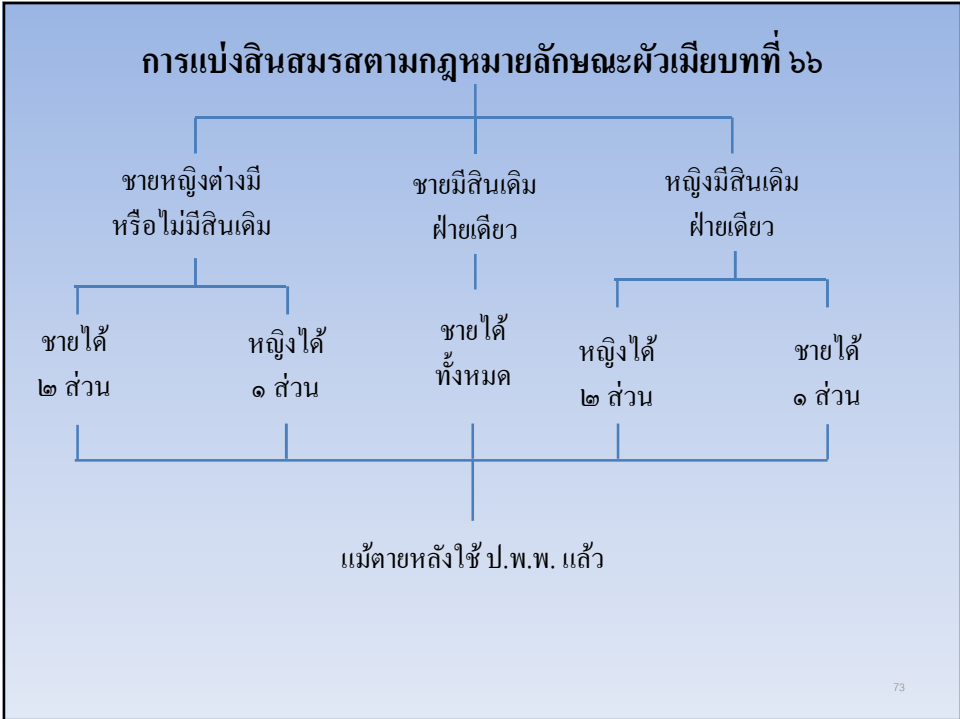 การแบ่งสินสมรสตามกฎหมายลักษณะผัวเมียบทที่ ๖๖
ชายหญิงต่างมี
หรือไม่มีสินเดิม
ชายมีสินเดิม
ฝ่ายเดียว
หญิงมีสินเดิม
ฝ่ายเดียว
ชายได้
๒ ส่วน
หญิงได้
๑ ส่วน
ชายได้
ทั้งหมด
หญิงได้
๒ ส่วน
ชายได้
๑ ส่วน
แม้ตายหลังใช้ ป.พ.พ. แล้ว
73